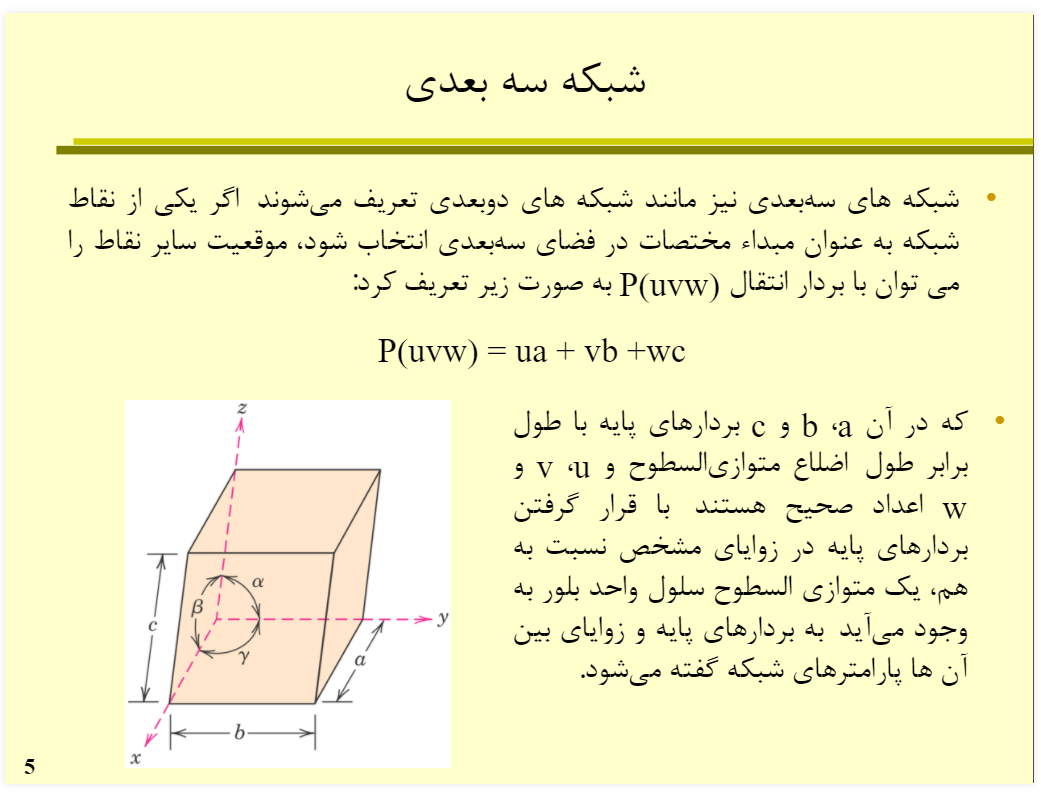 شبکه سه بعدی
• شبکه های سه‌بعدی نیز مانند شبکه های دوبعدی تعریف می‌شوند اگر یکی از نقاط
شبکه به عنوان مبداء مختصات در فضای سه‌بعدی انتخاب شود، موقعیت سایر نقاط را
می توان با بردار انتقال P(uvw) به صورت زیر تعریف کرد:
P(uvw) = ua + vb +wc
• که در آن a، b و c بردارهای پایه با طول
برابر طول اضلاع متوازی‌السطوح و u، v و
w اعداد صحیح هستند با قرار گرفتن
بردارهای پایه در زوایای مشخص نسبت به
هم، یک متوازی السطوح سلول واحد بلور به
وجود می‌آید به بردارهای پایه و زوایای بین
آن ها پارامترهای شبکه گفته می‌شود.
z
α
β
c
y
γ
a
b
x
5